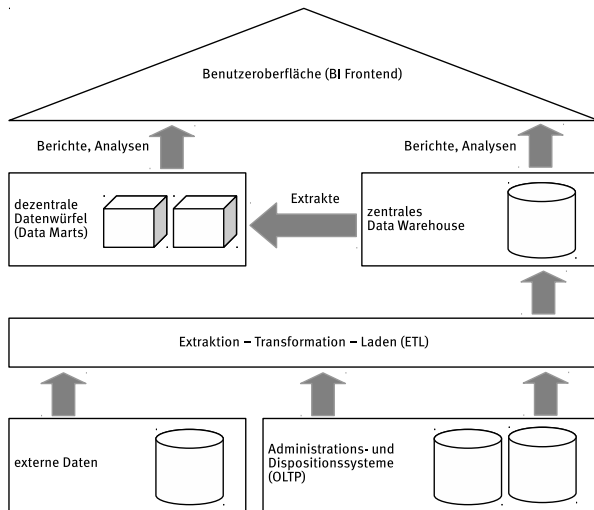 Benutzeroberfläche (BI Frontend)
Berichte, Analysen
Berichte, Analysen
dezentrale
Datenwürfel
(Data Marts)
Extrakte
zentrales
Data Warehouse
Extraktion – Transformation – Laden (ETL)
externe Daten
Administrations- und
Dispositionssysteme
(OLTP)